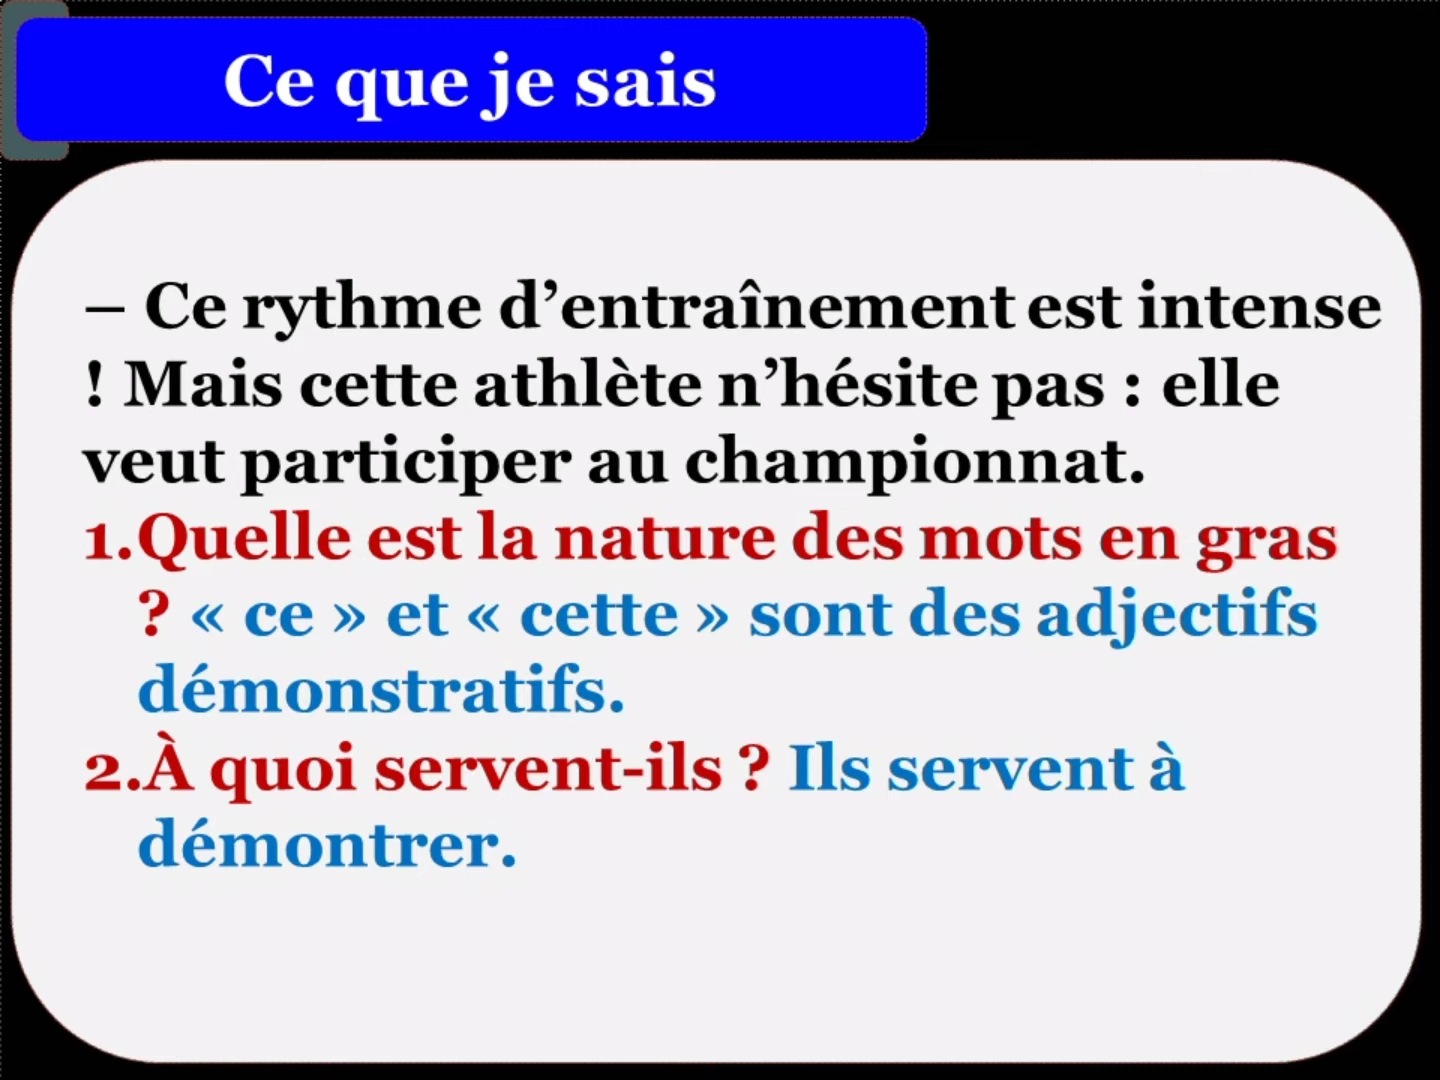 Ce que je sais
– Ce rythme d’entraînement est intense
! Mais cette athlète n’hésite pas : elle
veut participer au championnat.
1.Quelle est la nature des mots en gras
? « ce » et « cette » sont des adjectifs
démonstratifs.
2.À quoi servent-ils ? Ils servent à
démontrer.